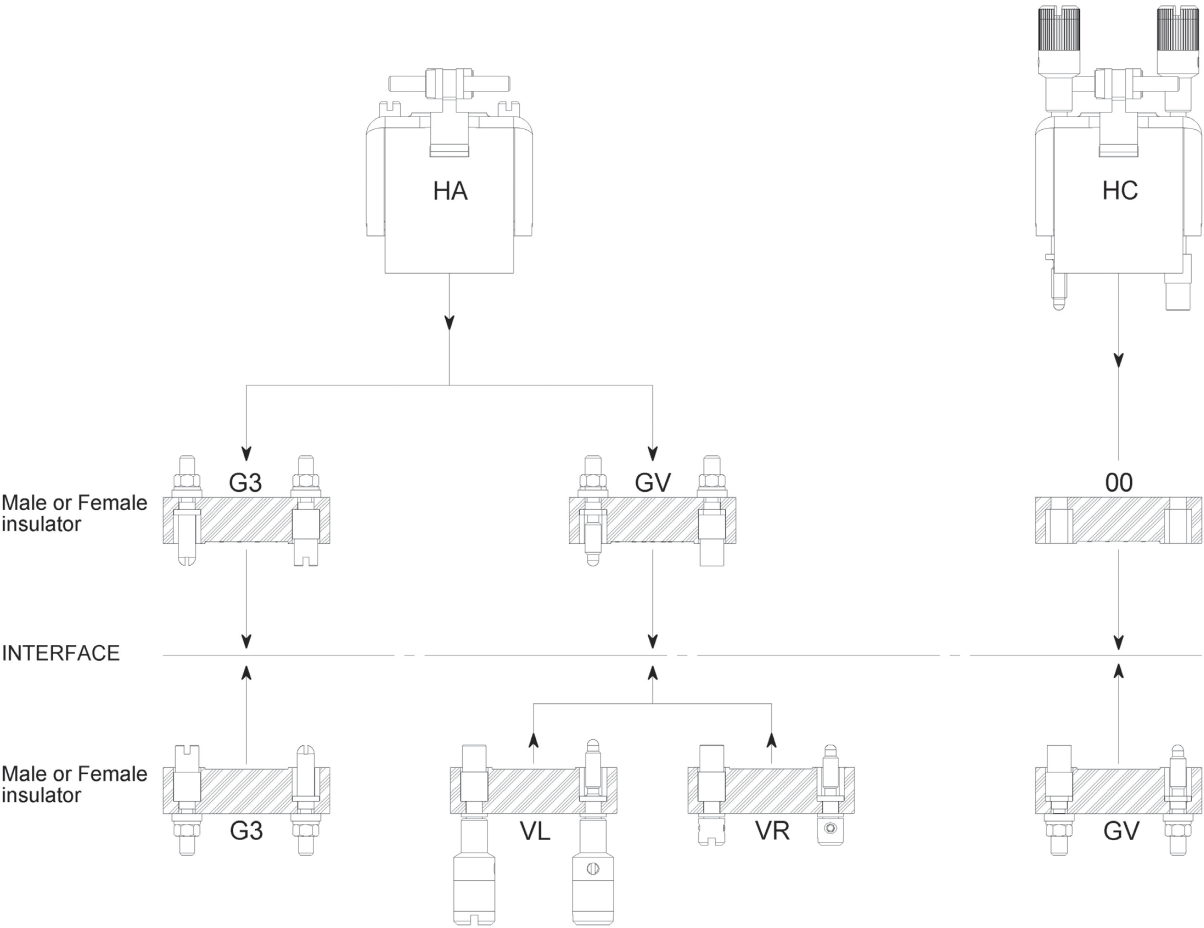 HA
HC
G3
GV
00
Male or Female
insulator
INTERFACE
Male or Female
insulator
G3
VL
VR
GV